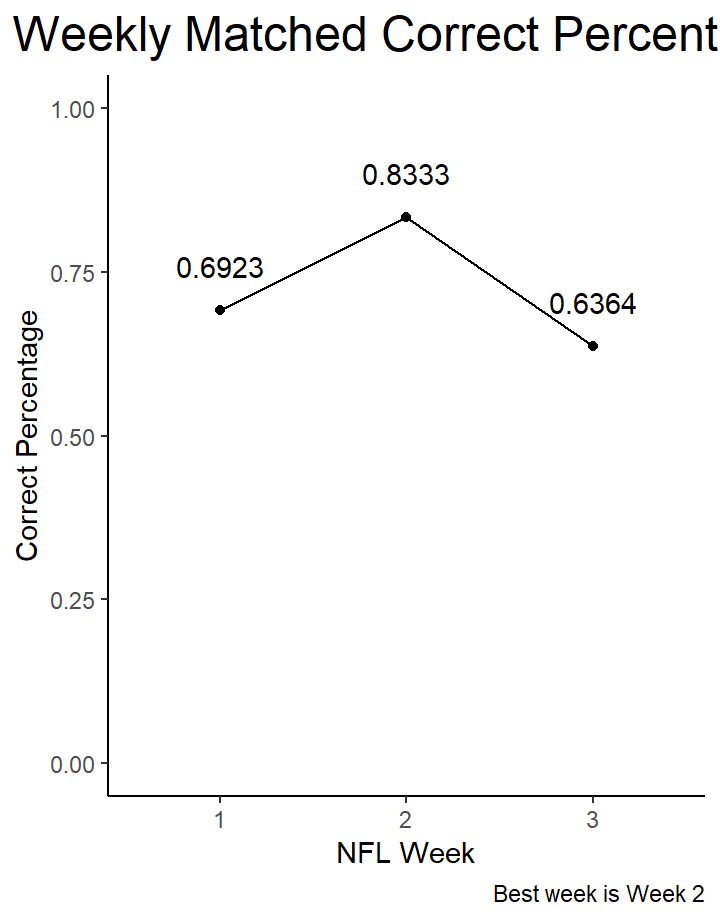 Weekly Matched Correct Percent
1.00
0.8333
0.75
0.6923
0.6364
0.50
0.25
0.00
Correct Percentage
1 2 3
NFL Week
Best week is Week 2